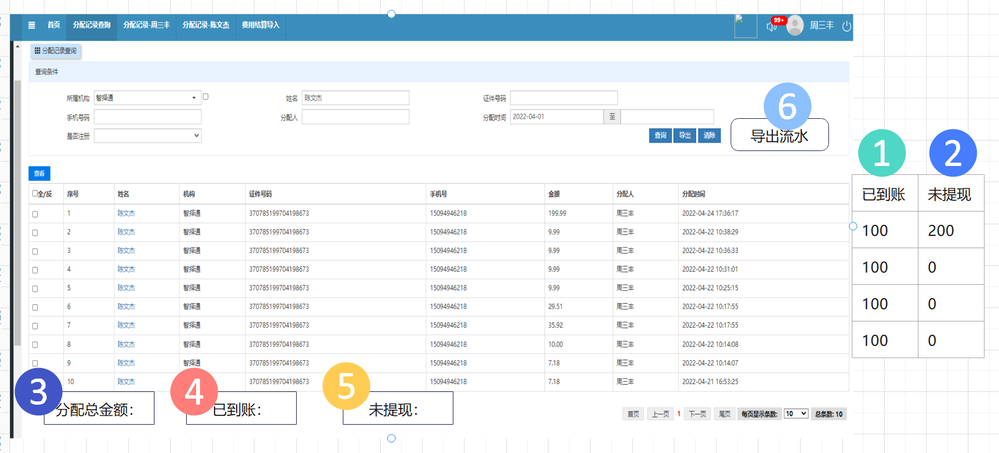 首页 分配记录查询 分配记录-周三丰 分配记录-陈文杰 费用结算导入 99+ 周三丰
分配记录查询
查询条件
所属机构 智择通 姓名 陈文杰 证件号码
手机号码 分配人 分配时间 2022-04-01 至
是否注册 查询 导出 清除
6
导出流水
1 2
查看
全/反 序号 姓名 机构 证件号码 手机号 金额 分配人 分配时间 已到账 未提现
1 陈文杰 智择通 370785199704198673 15094946218 199.99 周三丰 2022-04-24 17:36:17
2 陈文杰 智择通 370785199704198673 15094946218 9.99 周三丰 2022-04-22 10:38:29 100 200
3 陈文杰 智择通 370785199704198673 15094946218 9.99 周三丰 2022-04-22 10:36:33
4 陈文杰 智择通 370785199704198673 15094946218 9.99 周三丰 2022-04-22 10:31:01 100 0
5 陈文杰 智择通 370785199704198673 15094946218 9.99 周三丰 2022-04-22 10:25:15
6 陈文杰 智择通 370785199704198673 15094946218 29.51 周三丰 2022-04-22 10:17:55 100 0
7 陈文杰 智择通 370785199704198673 15094946218 35.92 周三丰 2022-04-22 10:17:55
8 陈文杰 智择通 370785199704198673 15094946218 10.00 周三丰 2022-04-22 10:14:08 100 0
9 陈文杰 智择通 370785199704198673 15094946218 7.18 周三丰 2022-04-22 10:14:07
10 陈文杰 370785199704198673 15094946218 7.18 周三丰 2022-04-21 16:53:25
3 4 5
分配总金额： 已到账： 未提现：
首页 上一页 1 下一页 尾页 每页显示条数: 10 总条数: 10